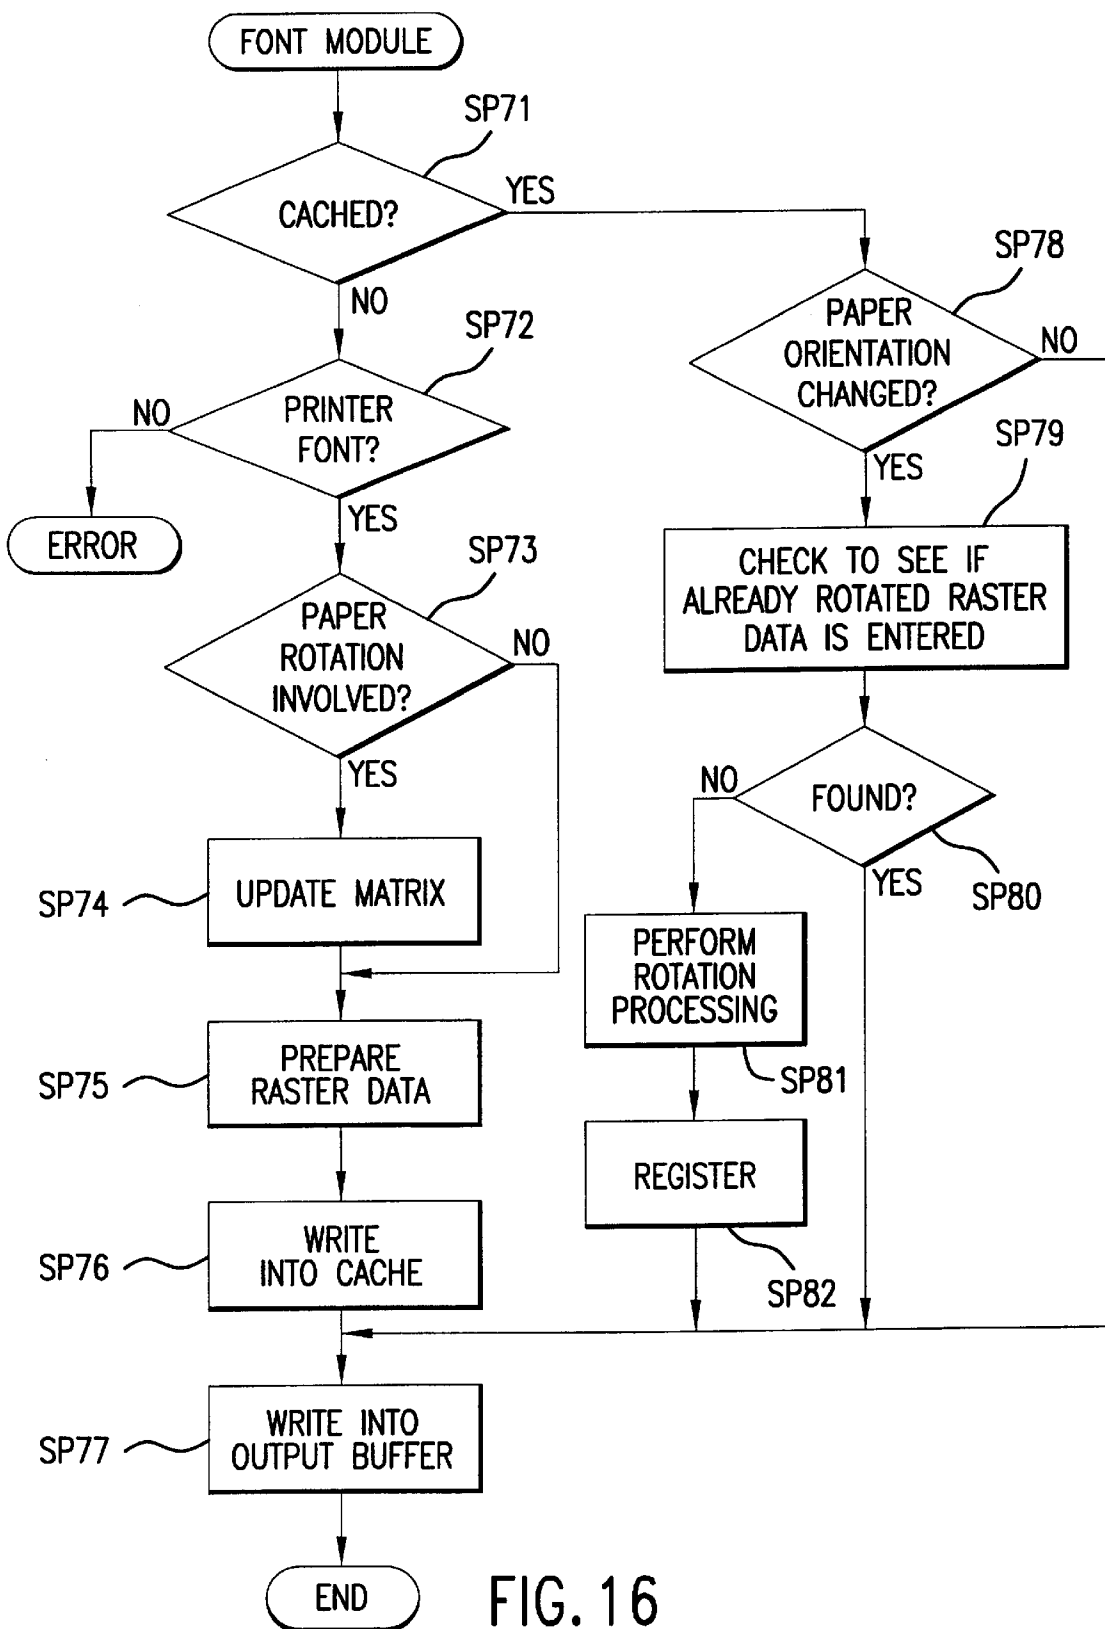 FONT MODULE
SP71
CACHED?
YES
NO
SP78
PAPER
ORIENTATION
CHANGED?
NO
YES
SP72
PRINTER
FONT?
NO
YES
ERROR
SP79
CHECK TO SEE IF
ALREADY ROTATED RASTER
DATA IS ENTERED
SP73
PAPER
ROTATION
INVOLVED?
NO
YES
FOUND?
NO
YES
SP80
SP74
UPDATE MATRIX
PERFORM
ROTATION
PROCESSING
SP81
SP75
PREPARE
RASTER DATA
REGISTER
SP82
SP76
WRITE
INTO CACHE
SP77
WRITE INTO
OUTPUT BUFFER
END
FIG. 16